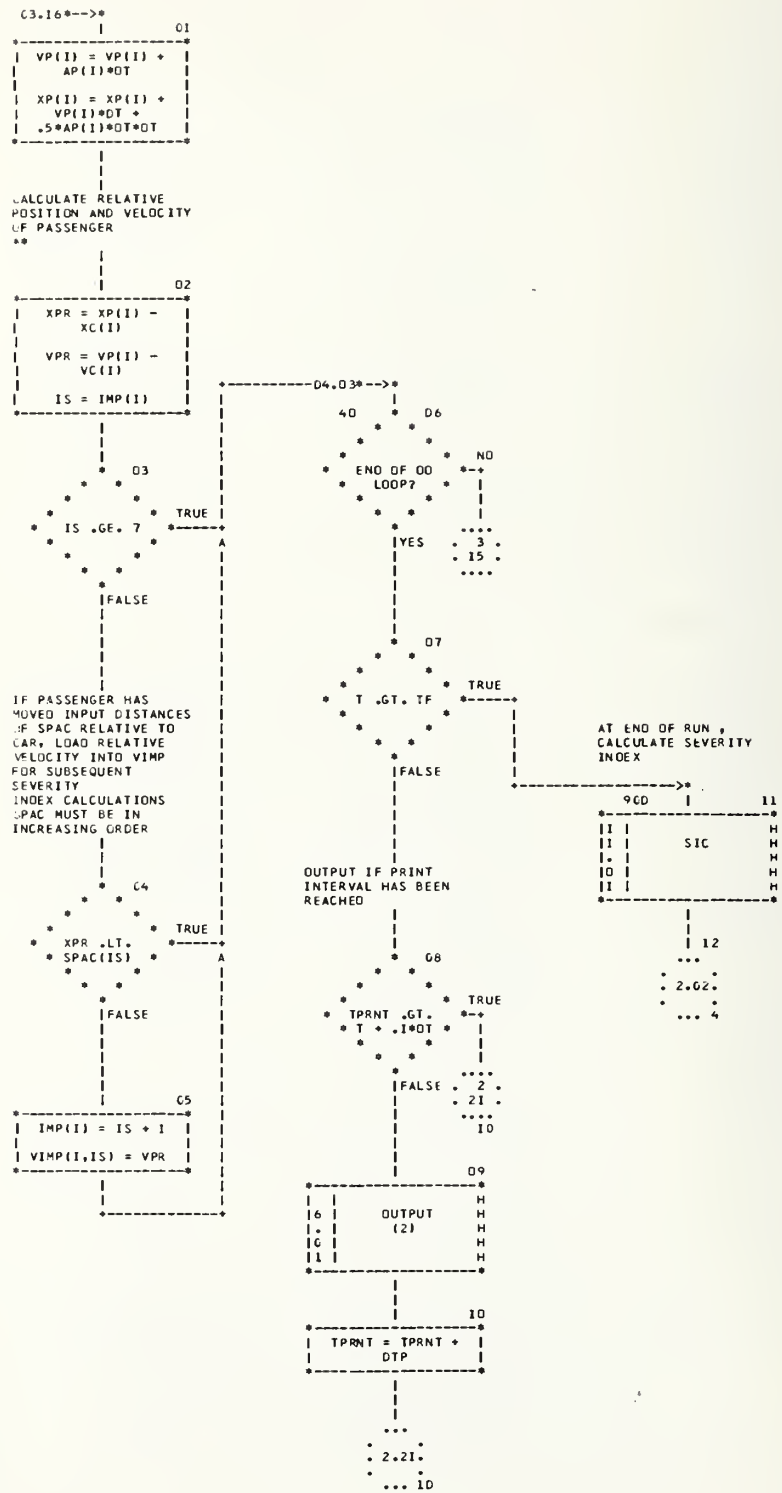 03.16*-->*
01
VP(I) = VP(I) +
AP(I)*DT
XP(I) = XP(I) +
VP(I)*DT +
.5*AP(I)*DT*DT
CALCULATE RELATIVE
POSITION AND VELOCITY
OF PASSENGER
**
02
XPR = XP(I) -
XC(I)
VPR = VP(I) -
VC(I)
IS = IMP(I)
03
IS .GE. 7
TRUE
A
FALSE
IF PASSENGER HAS
MOVED INPUT DISTANCES
OF SPAC RELATIVE TO
CAR, LOAD RELATIVE
VELOCITY INTO VIMP
FOR SUBSEQUENT
SEVERITY
INDEX CALCULATIONS
SPAC MUST BE IN
INCREASING ORDER
04
XPR .LT.
SPAC(IS)
TRUE
A
FALSE
05
IMP(I) = IS + 1
VIMP(I,IS) = VPR
04.03*-->*
40 06
END OF DO
LOOP?
NO
3
15
YES
07
T .GT. TF
TRUE
FALSE
OUTPUT IF PRINT
INTERVAL HAS BEEN
REACHED
08
TPRNT .GT.
T + .1*DT
TRUE
2
21
10
FALSE
09
6
.
0
1
OUTPUT
(2)
10
TPRNT = TPRNT +
DTP
2.21
10
AT END OF RUN ,
CALCULATE SEVERITY
INDEX
900 11
SIC
12
2.02
4